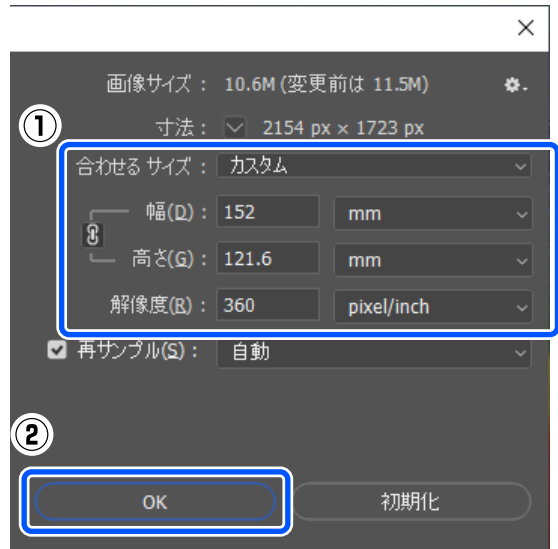 画像サイズ： 10.6M (変更前は 11.5M)
①
寸法： 2154 px × 1723 px
合わせる サイズ： カスタム
幅(D)： 152 mm
高さ(G)： 121.6 mm
解像度(R)： 360 pixel/inch
再サンプル(S)： 自動
②
OK 初期化